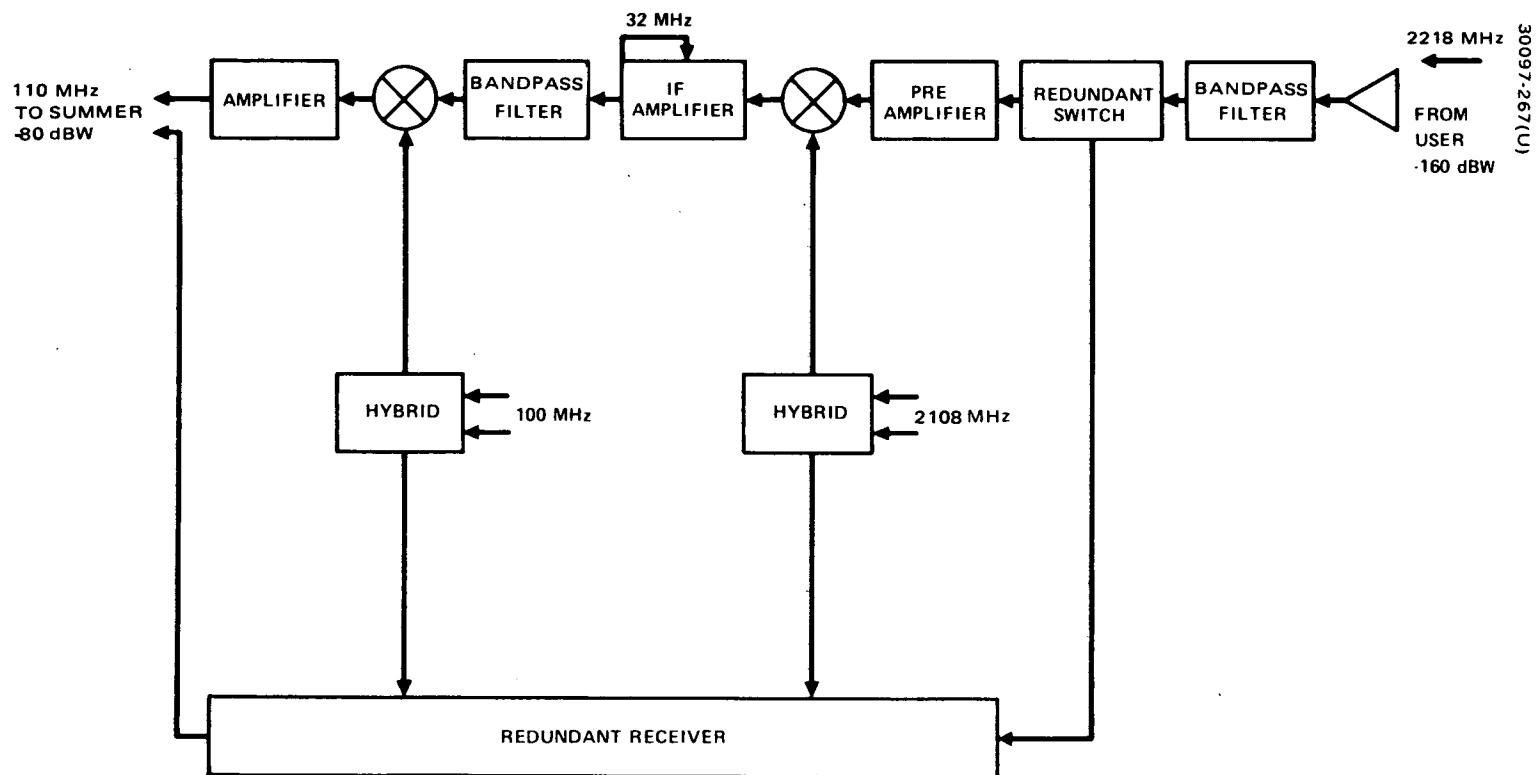 32 MHz
2218 MHz
30097-267(U)
110 MHz
TO SUMMER
-80 dBW
AMPLIFIER
BANDPASS
FILTER
IF
AMPLIFIER
PRE
AMPLIFIER
REDUNDANT
SWITCH
BANDPASS
FILTER
FROM
USER
-160 dBW
HYBRID
100 MHz
HYBRID
2108 MHz
REDUNDANT RECEIVER